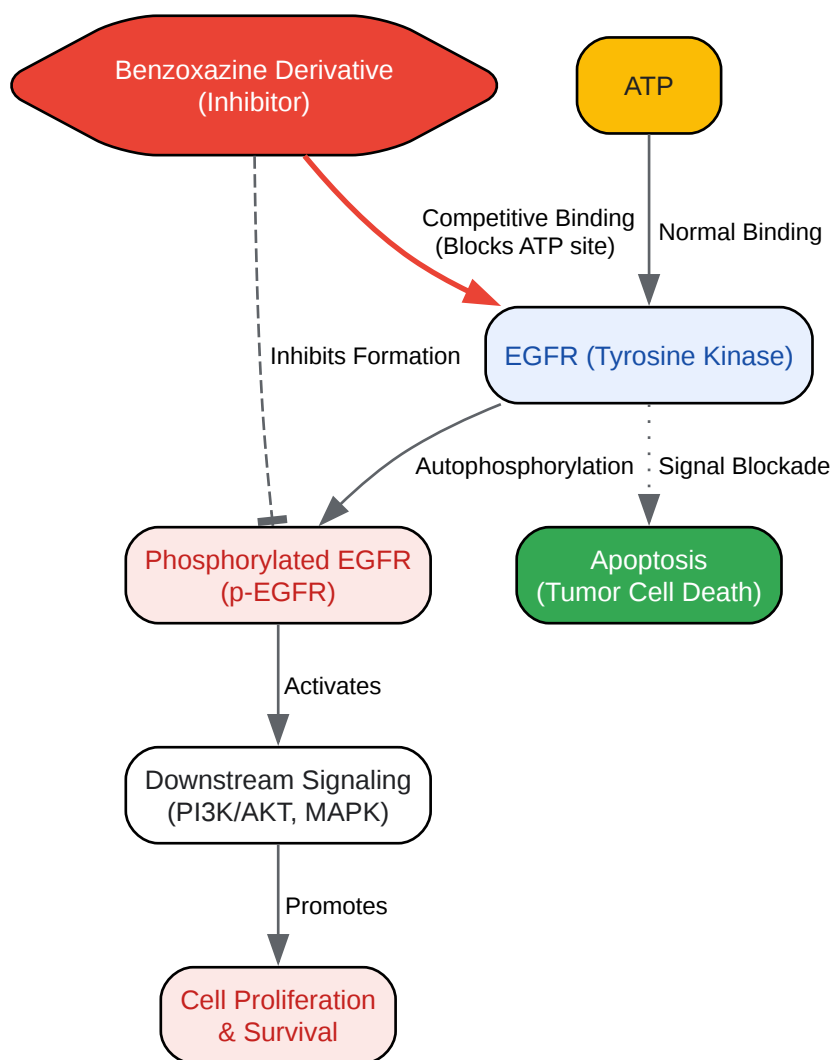 Benzoxazine Derivative
(Inhibitor)
ATP
Competitive Binding
(Blocks ATP site)
Normal Binding
EGFR (Tyrosine Kinase)
Inhibits Formation
Autophosphorylation
Signal Blockade
Phosphorylated EGFR
(p-EGFR)
Apoptosis
(Tumor Cell Death)
Activates
Downstream Signaling
(PI3K/AKT, MAPK)
Promotes
Cell Proliferation
& Survival